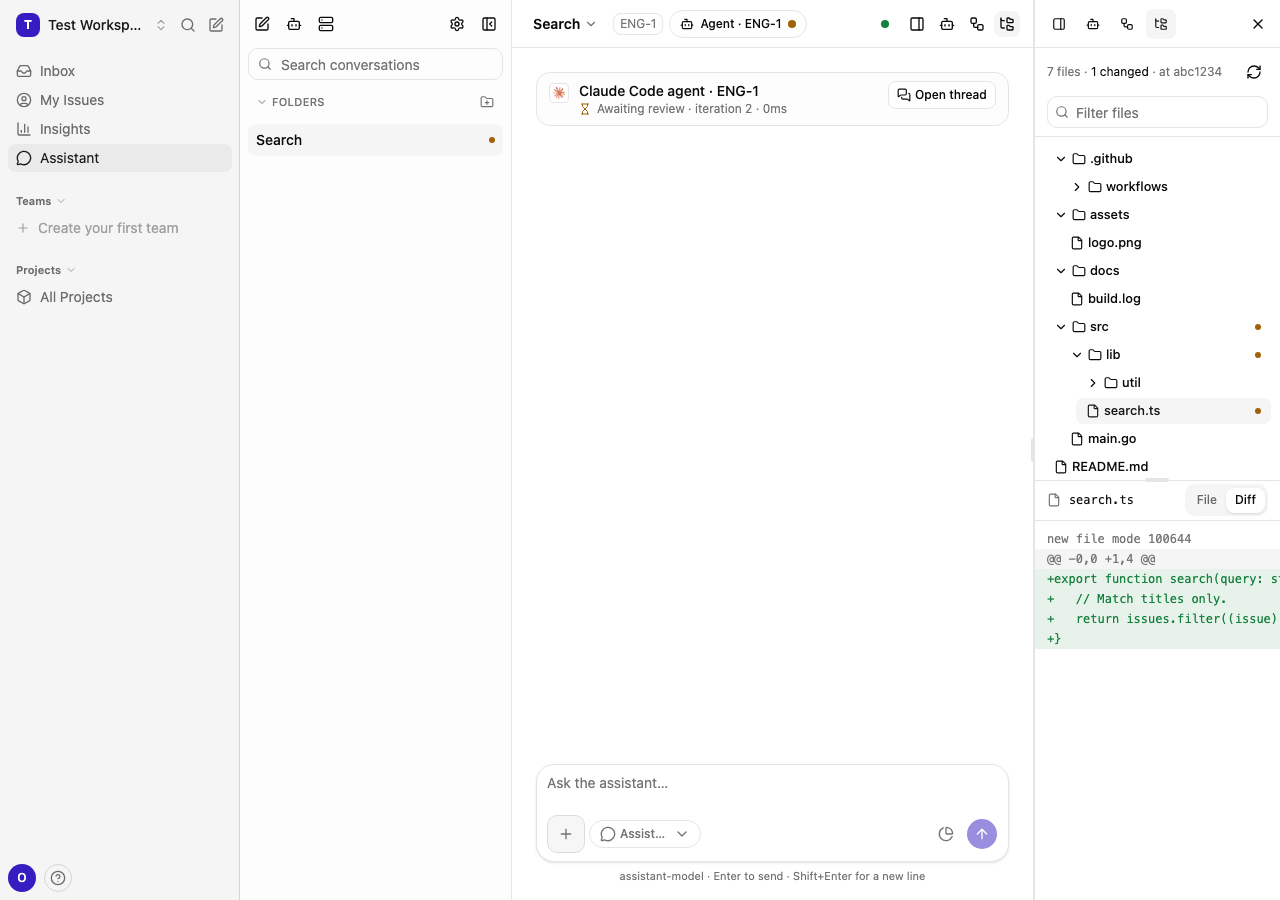 T Test Worksp...
Inbox
My Issues
Insights
Assistant
Teams
Create your first team
Projects
All Projects
O
Search conversations
FOLDERS
Search
Search
ENG-1
Agent · ENG-1
Claude Code agent · ENG-1
Awaiting review · iteration 2 · 0ms
Open thread
Ask the assistant...
Assist...
assistant-model · Enter to send · Shift+Enter for a new line
7 files · 1 changed · at abc1234
Filter files
.github
workflows
assets
logo.png
docs
build.log
src
lib
util
search.ts
main.go
README.md
search.ts
File
Diff
new file mode 100644
@@ -0,0 +1,4 @@
+export function search(query: st
+   // Match titles only.
+   return issues.filter((issue)
+}